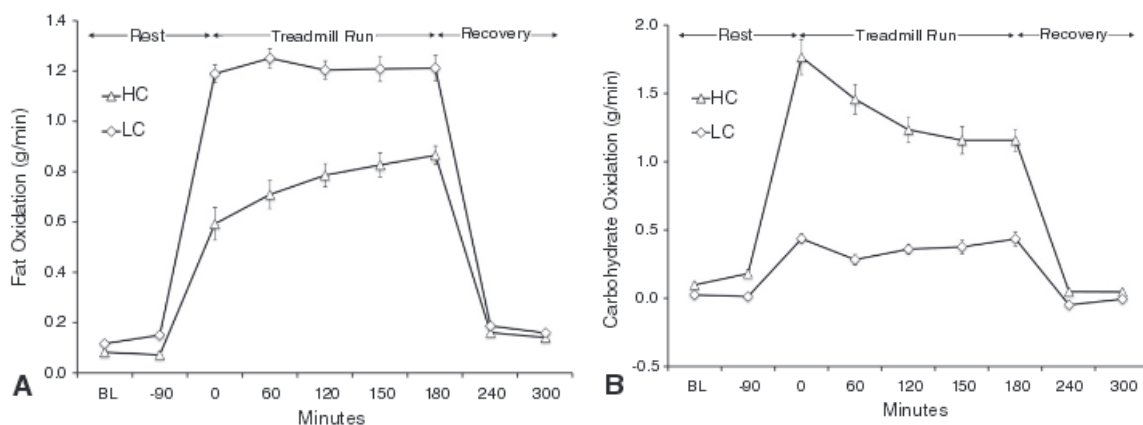 1.4
Rest Treadmill Run Recovery
1.2
HC
1.0
LC
0.8
0.6
0.4
0.2
0.0
Fat Oxidation (g/min)
A
BL -90 0 60 120 150 180 240 300
Minutes
2.0
Rest Treadmill Run Recovery
1.5
HC
LC
1.0
0.5
0.0
-0.5
Carbohydrate Oxidation (g/min)
B
BL -90 0 60 120 150 180 240 300
Minutes